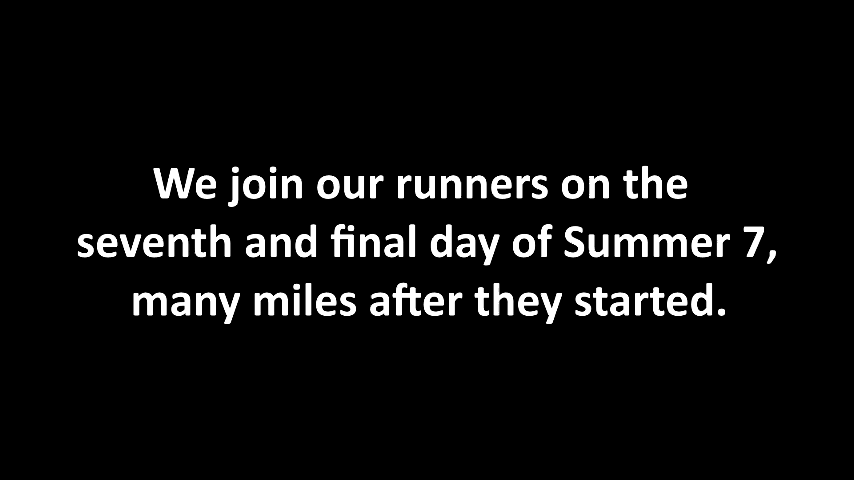 We join our runners on the
seventh and final day of Summer 7,
many miles after they started.